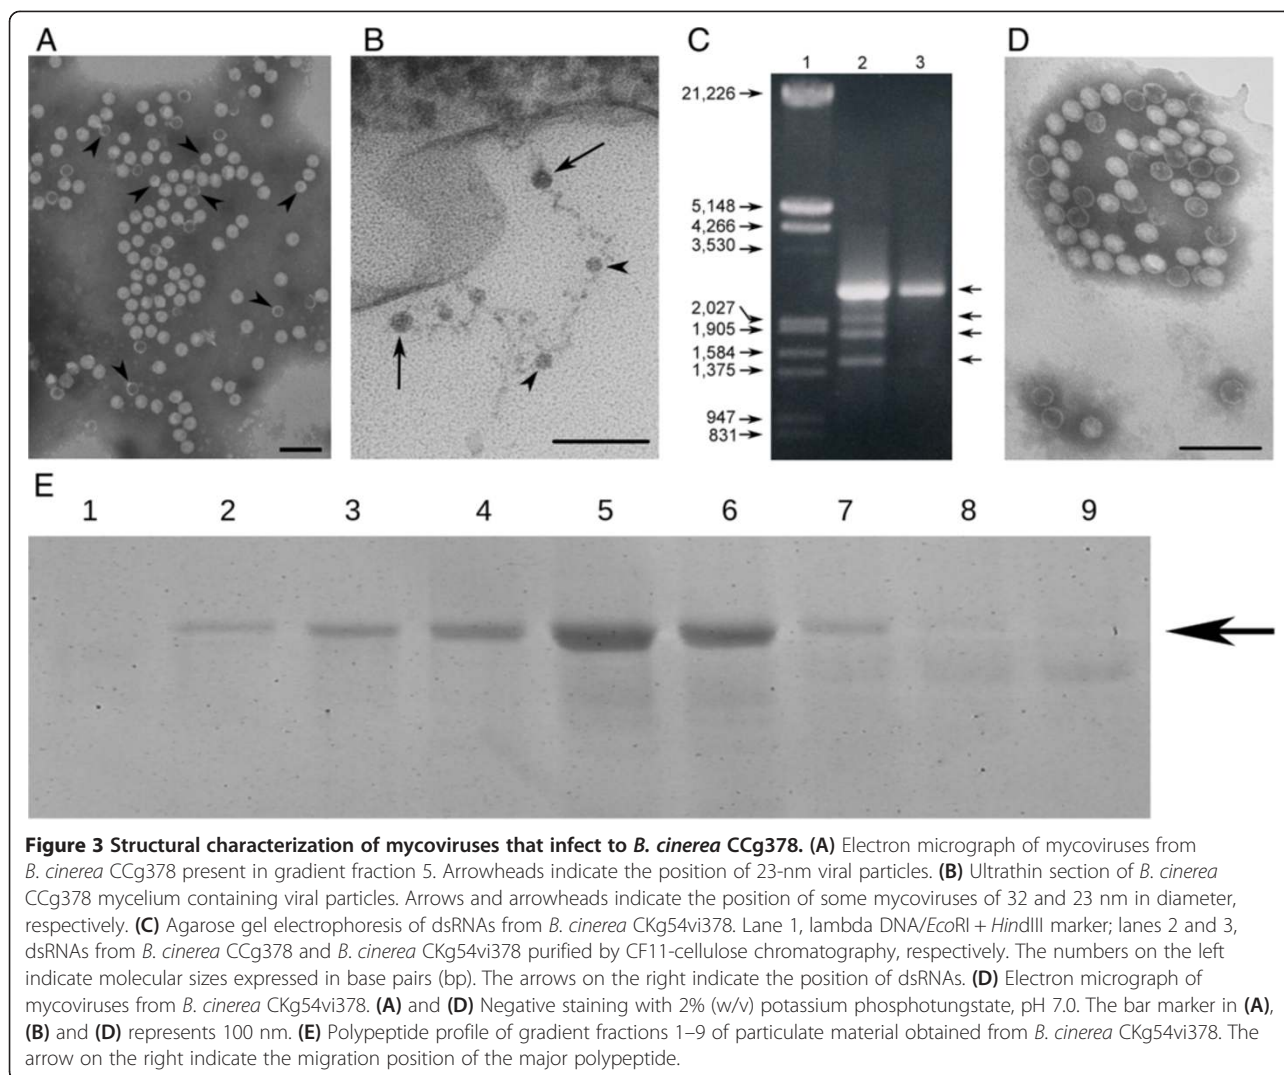 A
B
C
D
1 2 3
21,226
5,148
4,266
3,530
2,027
1,905
1,584
1,375
947
831
E
1 2 3 4 5 6 7 8 9
Figure 3 Structural characterization of mycoviruses that infect to B. cinerea CCg378. (A) Electron micrograph of mycoviruses from
B. cinerea CCg378 present in gradient fraction 5. Arrowheads indicate the position of 23-nm viral particles. (B) Ultrathin section of B. cinerea
CCg378 mycelium containing viral particles. Arrows and arrowheads indicate the position of some mycoviruses of 32 and 23 nm in diameter,
respectively. (C) Agarose gel electrophoresis of dsRNAs from B. cinerea CKg54vi378. Lane 1, lambda DNA/EcoRI + HindIII marker; lanes 2 and 3,
dsRNAs from B. cinerea CCg378 and B. cinerea CKg54vi378 purified by CF11-cellulose chromatography, respectively. The numbers on the left
indicate molecular sizes expressed in base pairs (bp). The arrows on the right indicate the position of dsRNAs. (D) Electron micrograph of
mycoviruses from B. cinerea CKg54vi378. (A) and (D) Negative staining with 2% (w/v) potassium phosphotungstate, pH 7.0. The bar marker in (A),
(B) and (D) represents 100 nm. (E) Polypeptide profile of gradient fractions 1–9 of particulate material obtained from B. cinerea CKg54vi378. The
arrow on the right indicate the migration position of the major polypeptide.